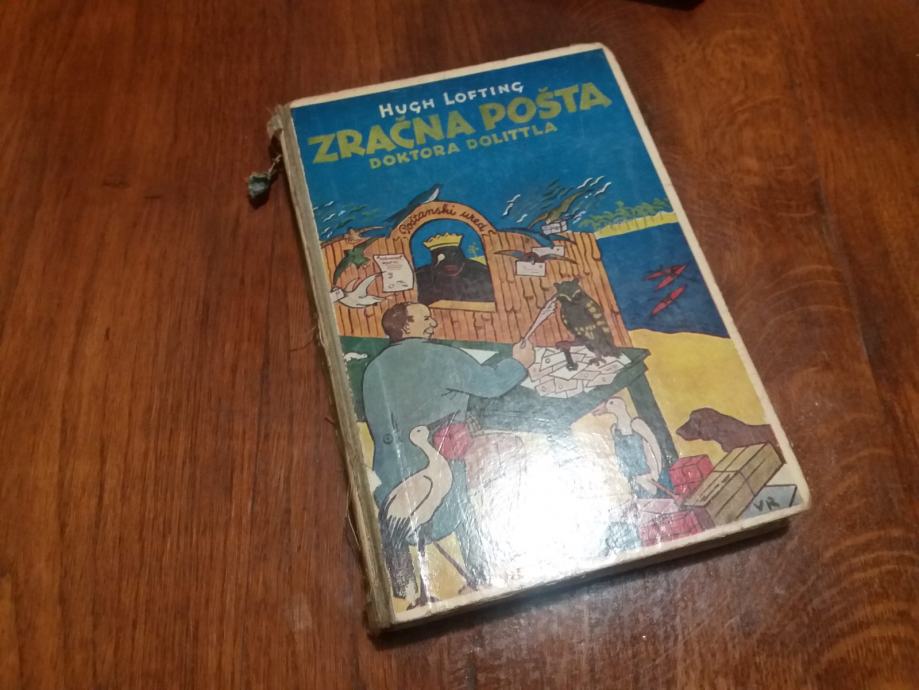 HUGH LOFTING
ZRAČNA POŠTA
DOKTORA DOLITTLA
Poštanski ured
VR